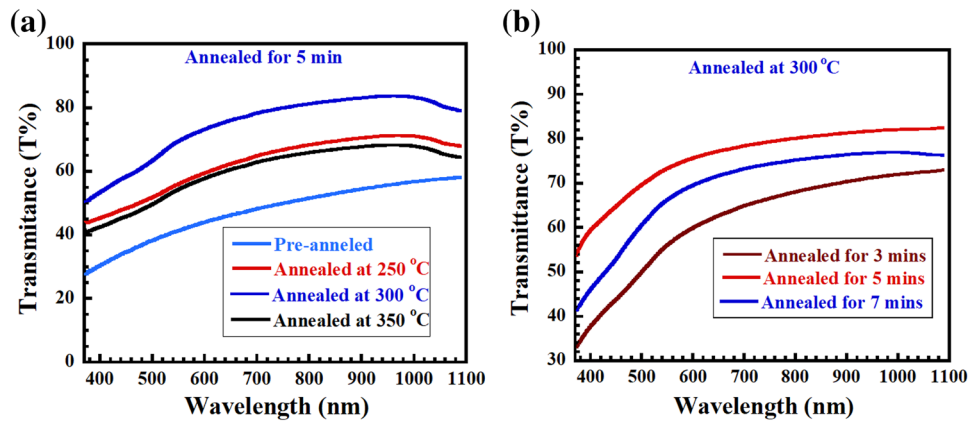 (a)
Annealed for 5 min
Transmitance (T%)
100
80
60
40
20
0
Pre-anneled
Annealed at 250 °C
Annealed at 300 °C
Annealed at 350 °C
400 500 600 700 800 900 1000 1100
Wavelength (nm)
(b)
Annealed at 300 °C
Transmittance (T%)
100
90
80
70
60
50
40
30
Annealed for 3 mins
Annealed for 5 mins
Annealed for 7 mins
400 500 600 700 800 900 1000 1100
Wavelength (nm)